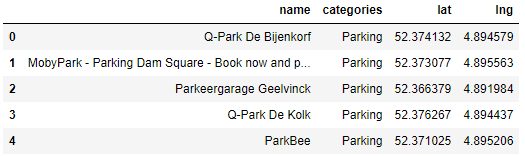 name categories lat lng
0 Q-Park De Bijenkorf Parking 52.374132 4.894579
1 MobyPark - Parking Dam Square - Book now and p... Parking 52.373077 4.895563
2 Parkeergarage Geelvinck Parking 52.366379 4.891984
3 Q-Park De Kolk Parking 52.376267 4.894437
4 ParkBee Parking 52.371025 4.895206